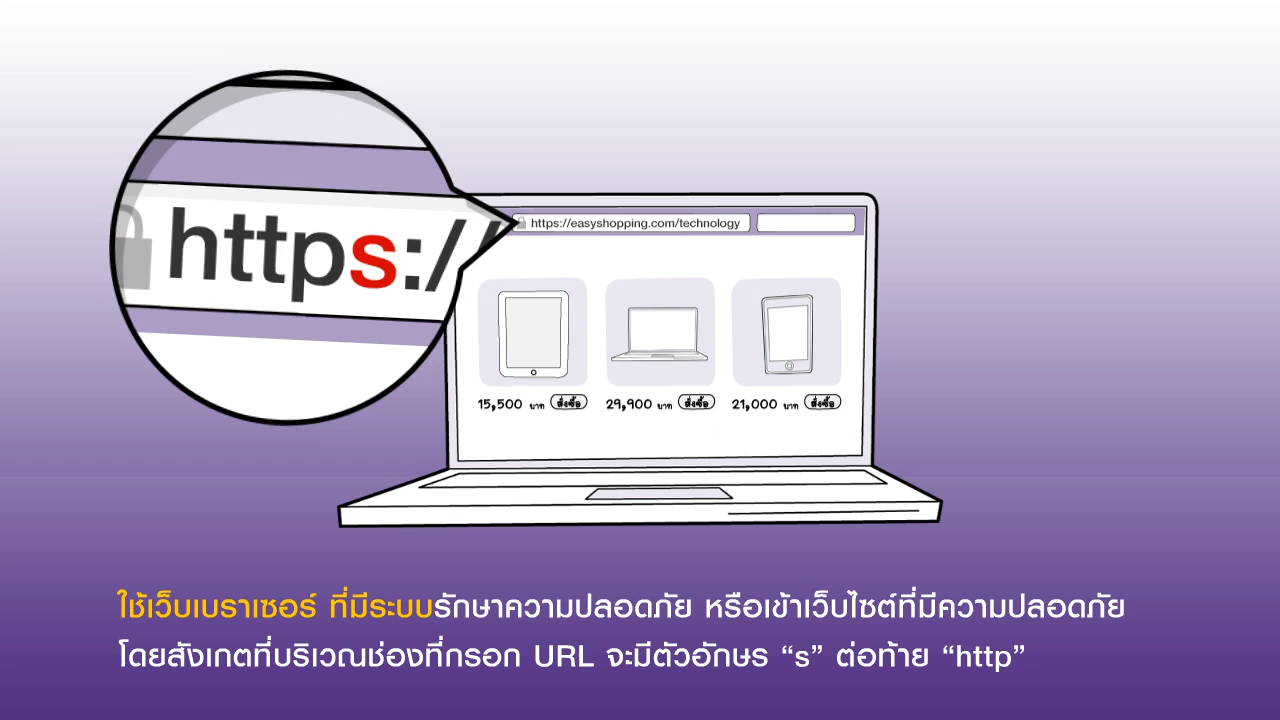 https:/
https://easyshopping.com/technology
15,500 บาท สั่งซื้อ 29,900 บาท สั่งซื้อ 21,000 บาท สั่งซื้อ
ใช้เว็บเบราเซอร์ ที่มีระบบรักษาความปลอดภัย หรือเข้าเว็บไซต์ที่มีความปลอดภัย
โดยสังเกตที่บริเวณช่องที่กรอก URL จะมีตัวอักษร “s” ต่อท้าย “http”